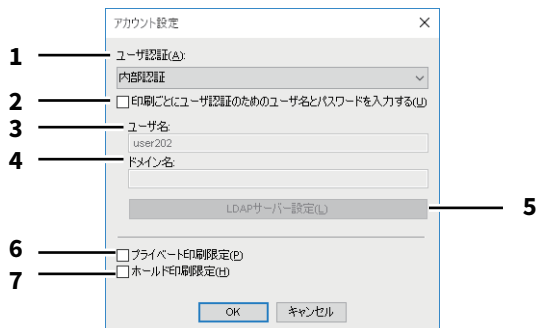 アカウント設定
1 ユーザ認証(A):
内部認証
2 印刷ごとにユーザ認証のためのユーザ名とパスワードを入力する(U)
3 ユーザ名:
user202
4 ドメイン名:
LDAPサーバー設定(L) 5
6 プライベート印刷限定(P)
7 ホールド印刷限定(H)
OK キャンセル